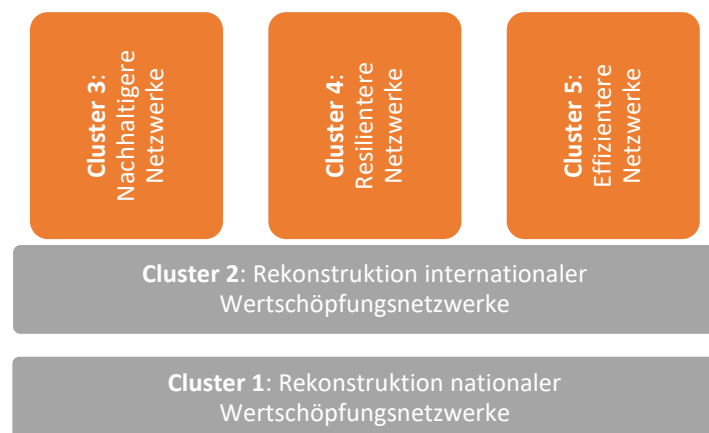 Cluster 3:
Nachhaltigere
Netzwerke
Cluster 4:
Resilientere
Netzwerke
Cluster 5:
Effizientere
Netzwerke
Cluster 2: Rekonstruktion internationaler
Wertschöpfungsnetzwerke
Cluster 1: Rekonstruktion nationaler
Wertschöpfungsnetzwerke